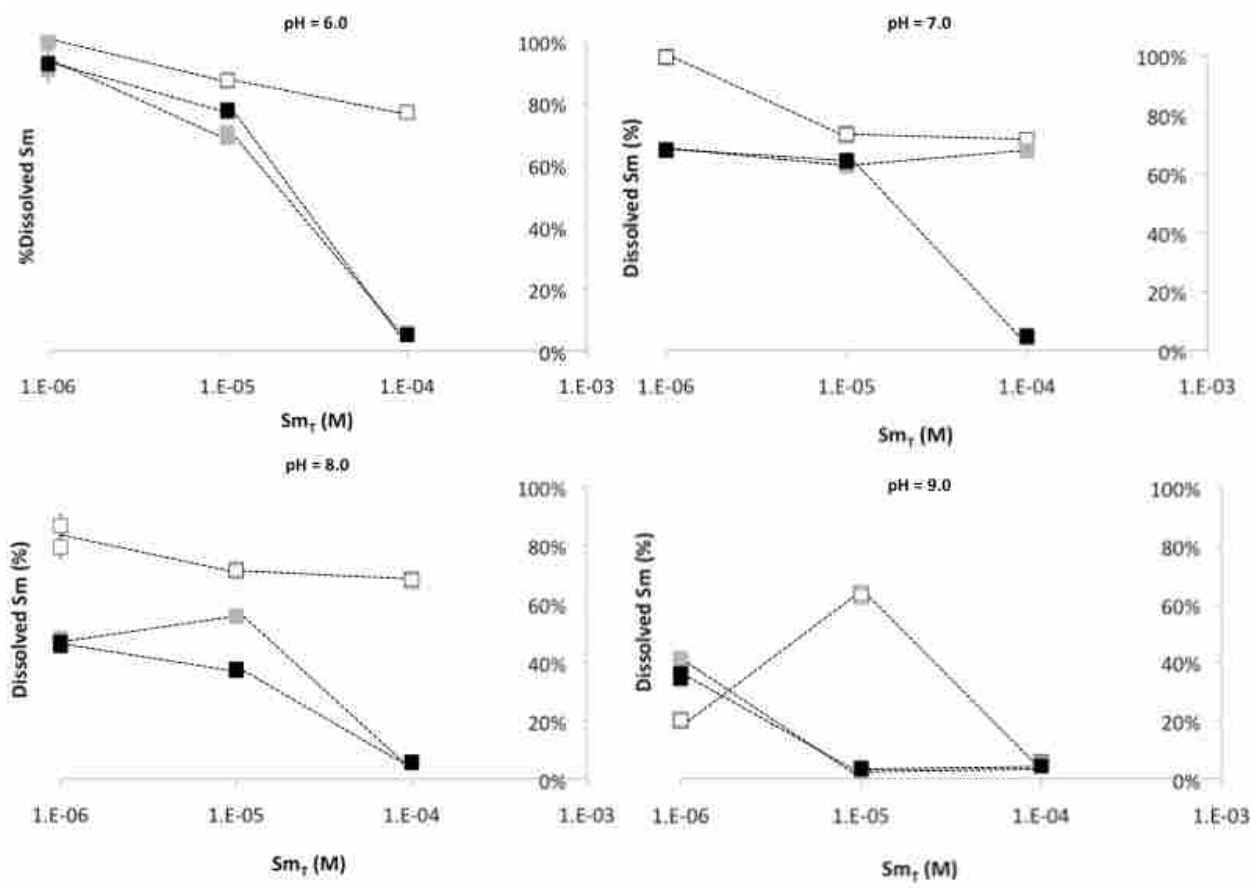 pH = 6.0
%Dissolved Sm
100%
80%
60%
40%
20%
0%
1.E-06 1.E-05 1.E-04 1.E-03
Sm_T (M)
pH = 7.0
Dissolved Sm (%)
100%
80%
60%
40%
20%
0%
1.E-06 1.E-05 1.E-04 1.E-03
Sm_T (M)
pH = 8.0
Dissolved Sm (%)
100%
80%
60%
40%
20%
0%
1.E-06 1.E-05 1.E-04 1.E-03
Sm_T (M)
pH = 9.0
Dissolved Sm (%)
100%
80%
60%
40%
20%
0%
1.E-06 1.E-05 1.E-04 1.E-03
Sm_T (M)